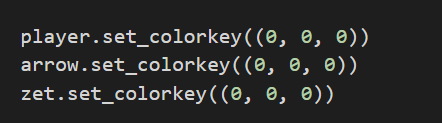 player.set_colorkey((0, 0, 0))
arrow.set_colorkey((0, 0, 0))
zet.set_colorkey((0, 0, 0))